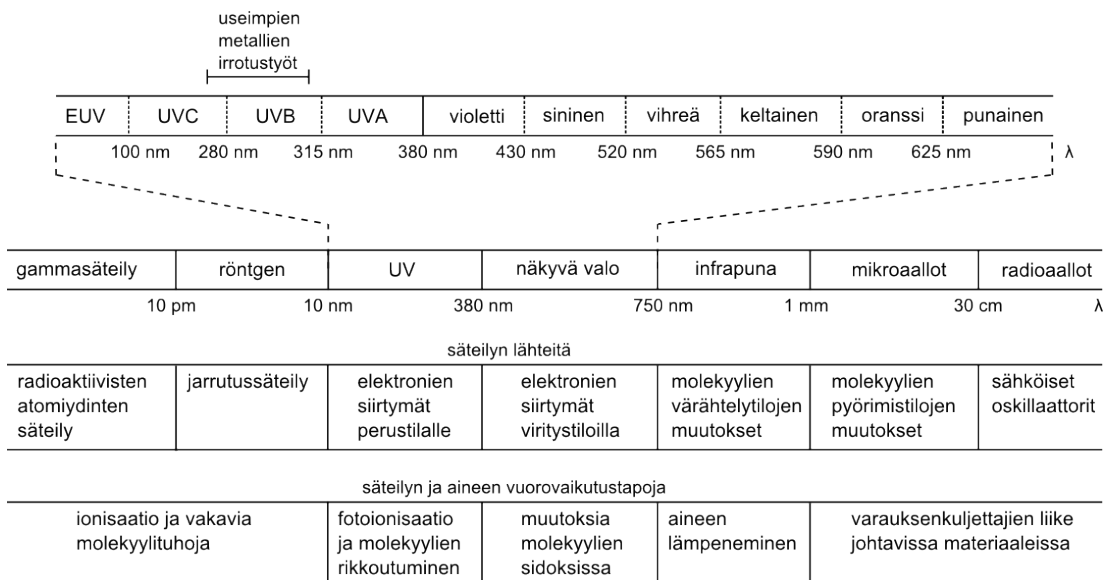 useimpien
metallien
irrotustyöt
EUV UVC UVB UVA violetti sininen vihreä keltainen oranssi punainen
100 nm 280 nm 315 nm 380 nm 430 nm 520 nm 565 nm 590 nm 625 nm λ
gammasäteily röntgen UV näkyvä valo infrapuna mikroaallot radioaallot
10 pm 10 nm 380 nm 750 nm 1 mm 30 cm λ
säteilyn lähteitä
radioaktiivisten jarrutussäteily elektronien elektronien molekyylien molekyylien sähköiset
atomiydinten siirtymät siirtymät värähtelytilojen pyörimistilojen oskillaattorit
säteily perustilalle viritystiloilla muutokset muutokset
säteilyn ja aineen vuorovaikutustapoja
ionisaatio ja vakavia fotoionisaatio muutoksia aineen varauksenkuljettajien liike
molekyylituhoja ja molekyylien molekyylien lämpeneminen johtavissa materiaaleissa
rikkoutuminen sidoksissa